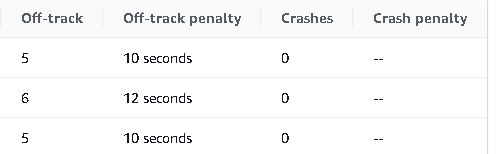 Off-track Off-track penalty Crashes Crash penalty
5 10 seconds 0 --
6 12 seconds 0 --
5 10 seconds 0 --